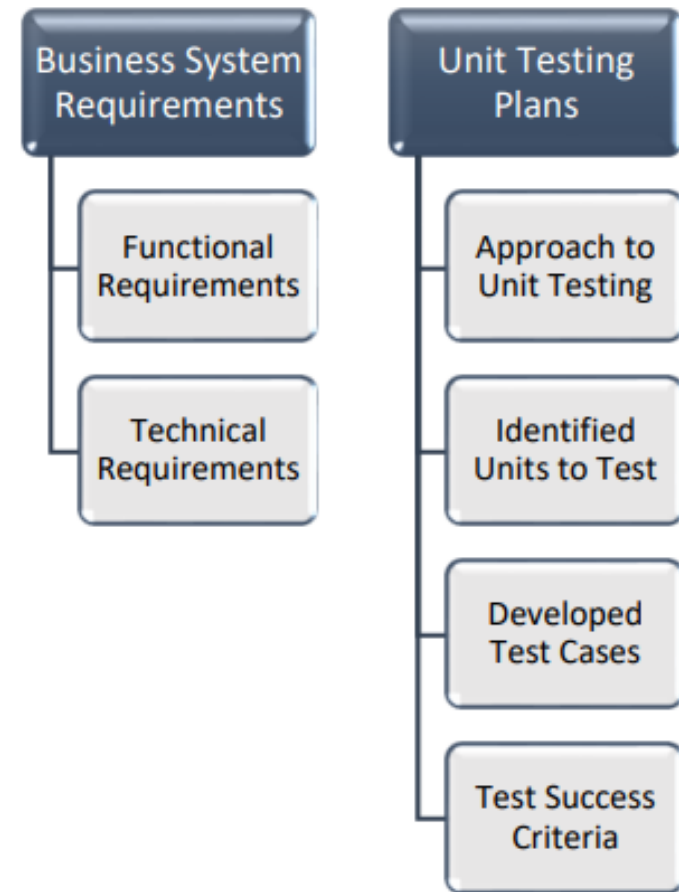 Business System
Requirements
Functional
Requirements
Technical
Requirements
Unit Testing
Plans
Approach to
Unit Testing
Identified
Units to Test
Developed
Test Cases
Test Success
Criteria